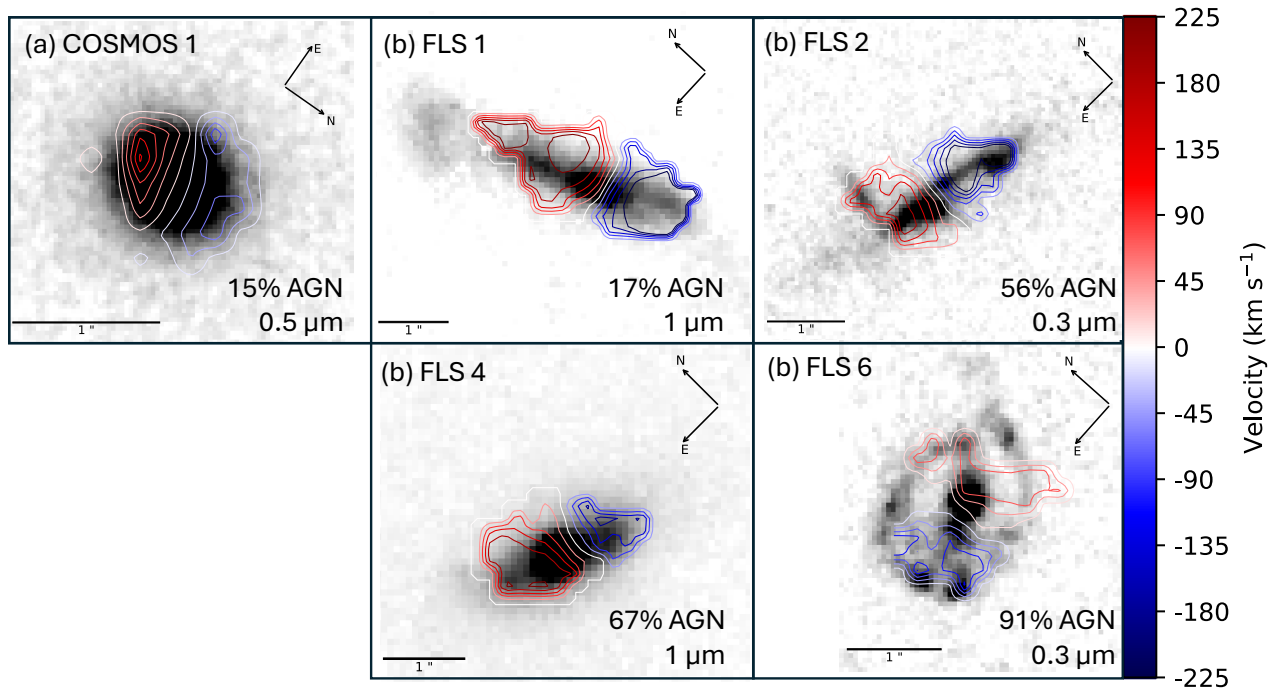 (a) COSMOS 1
E
N
15% AGN
0.5 μm
1 "
(b) FLS 1
N
E
17% AGN
1 μm
1 "
(b) FLS 2
N
E
56% AGN
0.3 μm
1 "
(b) FLS 4
N
E
67% AGN
1 μm
1 "
(b) FLS 6
N
E
91% AGN
0.3 μm
1 "
225
180
135
90
45
0
-45
-90
-135
-180
-225
Velocity (km s⁻¹)